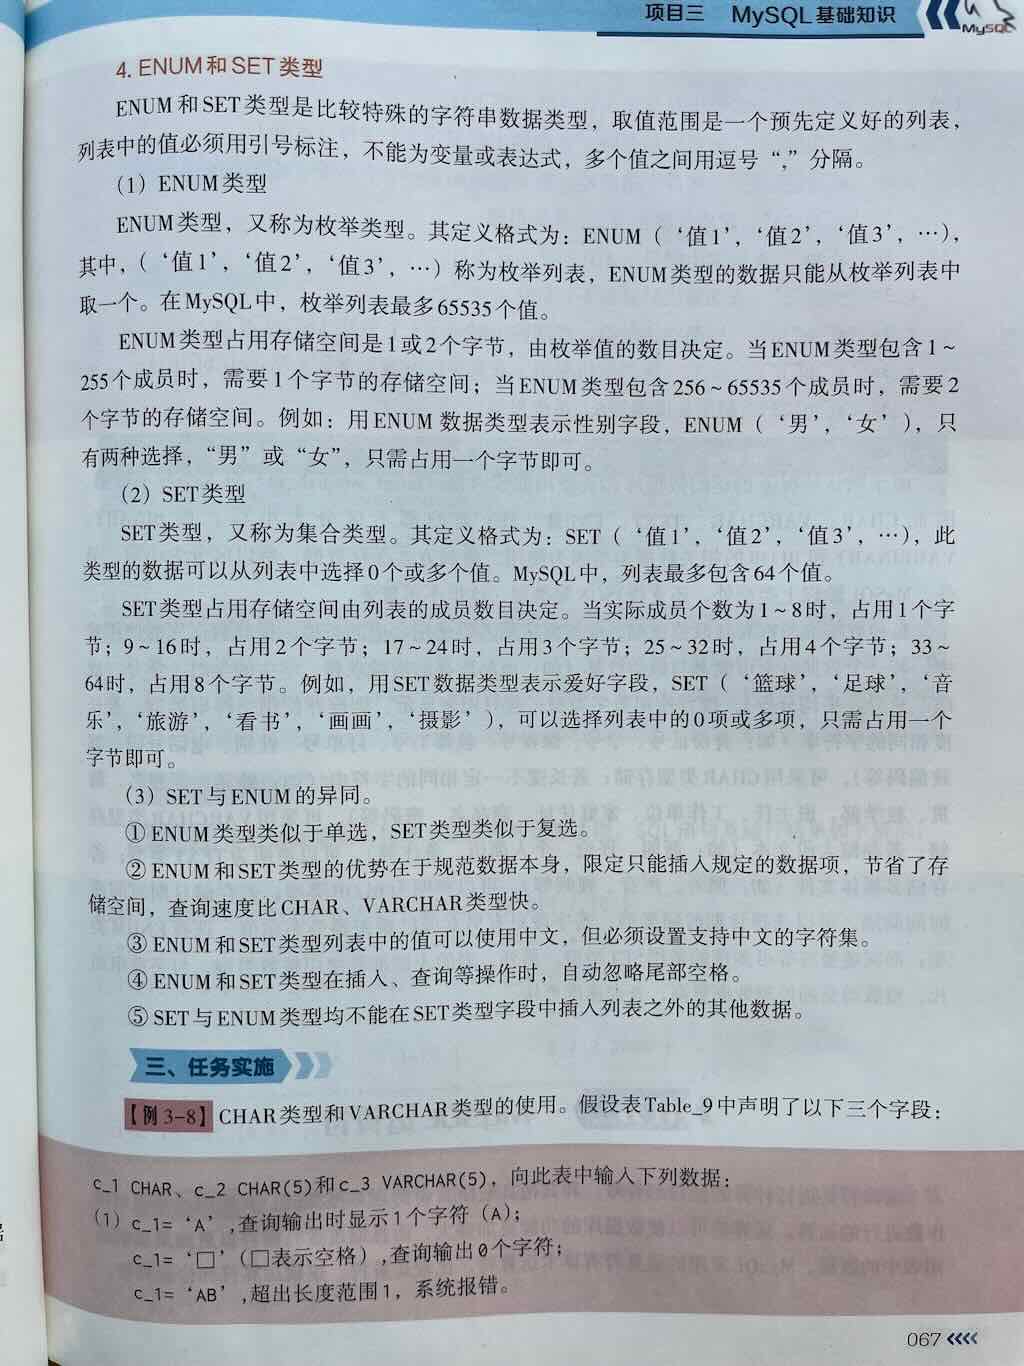 项目三 MySQL基础知识
MySQL
4. ENUM和SET类型
ENUM和SET类型是比较特殊的字符串数据类型，取值范围是一个预先定义好的列表，
列表中的值必须用引号标注，不能为变量或表达式，多个值之间用逗号“,”分隔。
（1）ENUM类型
ENUM类型，又称为枚举类型。其定义格式为：ENUM（‘值1’，‘值2’，‘值3’，…），
其中，（‘值1’，‘值2’，‘值3’，…）称为枚举列表，ENUM类型的数据只能从枚举列表中
取一个。在MySQL中，枚举列表最多65535个值。
ENUM类型占用存储空间是1或2个字节，由枚举值的数目决定。当ENUM类型包含1～
255个成员时，需要1个字节的存储空间；当ENUM类型包含256～65535个成员时，需要2
个字节的存储空间。例如：用ENUM 数据类型表示性别字段，ENUM（‘男’，‘女’），只
有两种选择，“男”或“女”，只需占用一个字节即可。
（2）SET类型
SET类型，又称为集合类型。其定义格式为：SET（‘值1’，‘值2’，‘值3’，…），此
类型的数据可以从列表中选择0个或多个值。MySQL中，列表最多包含64个值。
SET类型占用存储空间由列表的成员数目决定。当实际成员个数为1～8时，占用1个字
节；9～16时，占用2个字节；17～24时，占用3个字节；25～32时，占用4个字节；33～
64时，占用8个字节。例如，用SET数据类型表示爱好字段，SET（‘篮球’，‘足球’，‘音
乐’，‘旅游’，‘看书’，‘画画’，‘摄影’），可以选择列表中的0项或多项，只需占用一个
字节即可。
（3）SET与ENUM的异同。
①ENUM类型类似于单选，SET类型类似于复选。
②ENUM和SET类型的优势在于规范数据本身，限定只能插入规定的数据项，节省了存
储空间，查询速度比CHAR、VARCHAR类型快。
③ENUM和SET类型列表中的值可以使用中文，但必须设置支持中文的字符集。
④ENUM和SET类型在插入、查询等操作时，自动忽略尾部空格。
⑤SET与ENUM类型均不能在SET类型字段中插入列表之外的其他数据。
三、任务实施
【例 3-8】CHAR类型和VARCHAR类型的使用。假设表Table_9中声明了以下三个字段：
c_1 CHAR、c_2 CHAR(5)和c_3 VARCHAR(5)，向此表中输入下列数据：
（1）c_1=‘A’,查询输出时显示1个字符（A）；
c_1=‘□’（□表示空格）,查询输出0个字符；
c_1=‘AB’,超出长度范围1，系统报错。
067